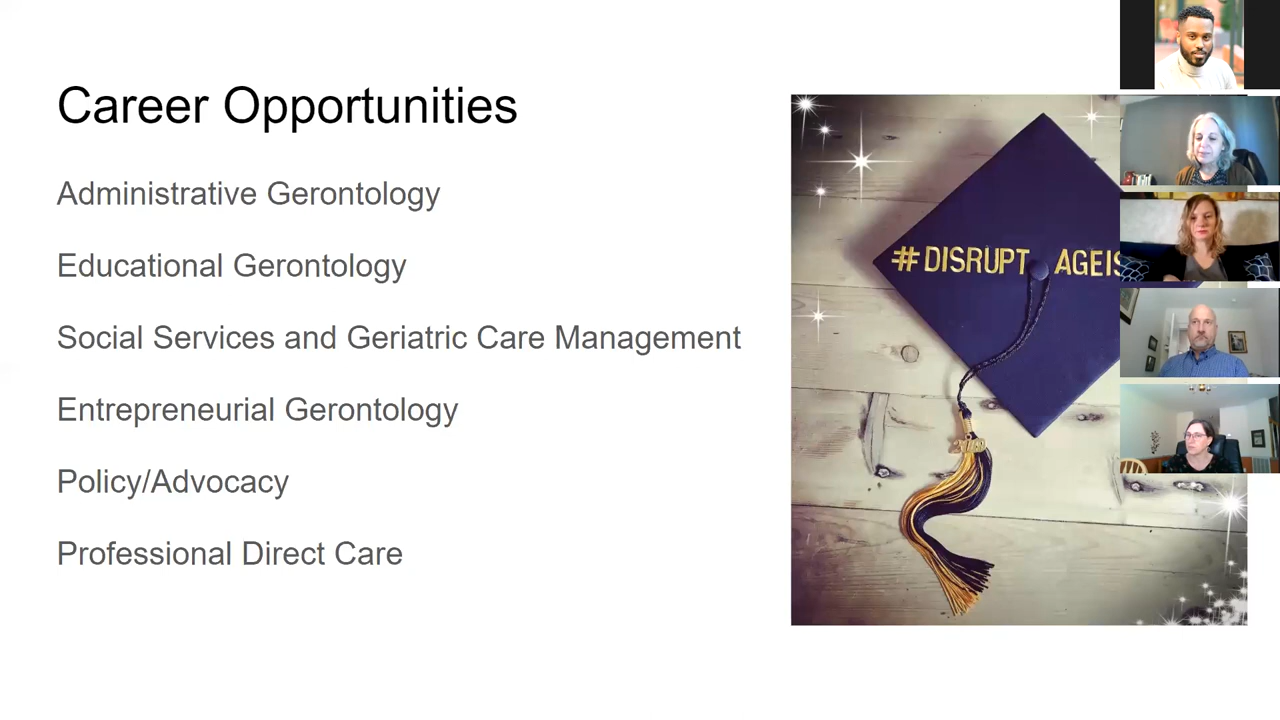 Career Opportunities
Administrative Gerontology
Educational Gerontology
Social Services and Geriatric Care Management
Entrepreneurial Gerontology
Policy/Advocacy
Professional Direct Care
#DISRUPT AGEIS